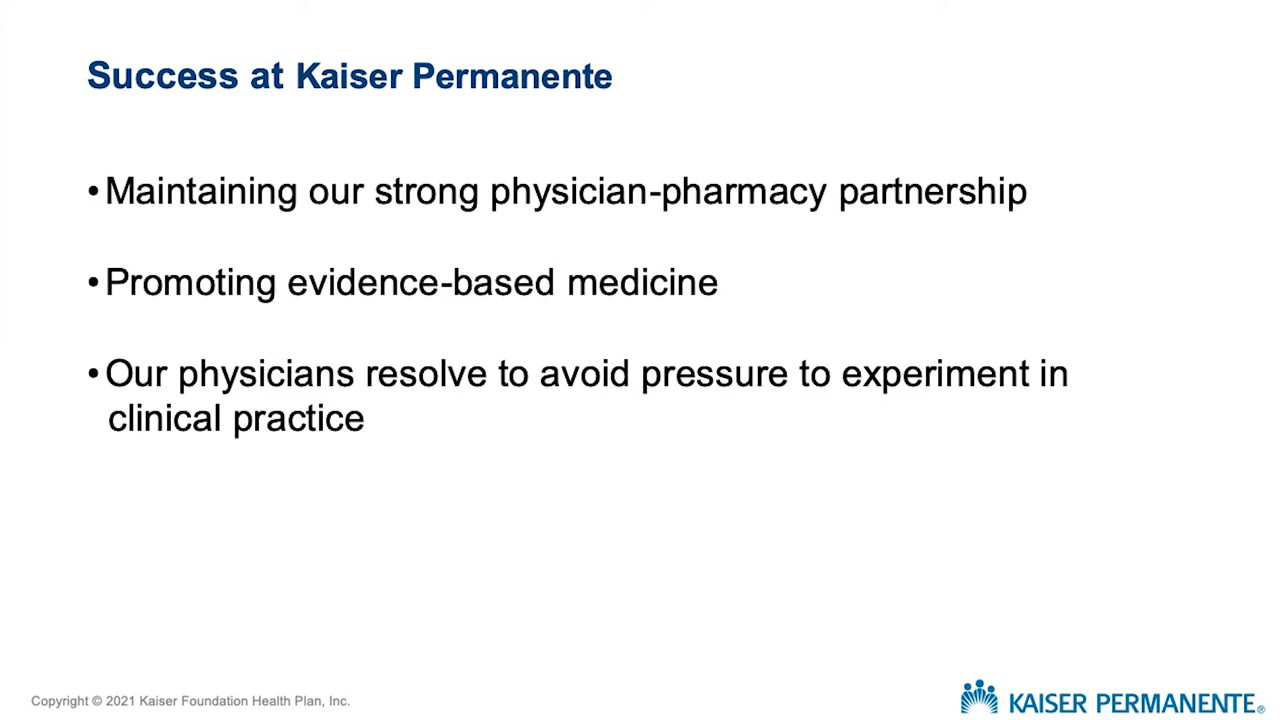 Success at Kaiser Permanente
• Maintaining our strong physician-pharmacy partnership
• Promoting evidence-based medicine
• Our physicians resolve to avoid pressure to experiment in
clinical practice
Copyright © 2021 Kaiser Foundation Health Plan, Inc.
KAISER PERMANENTE®